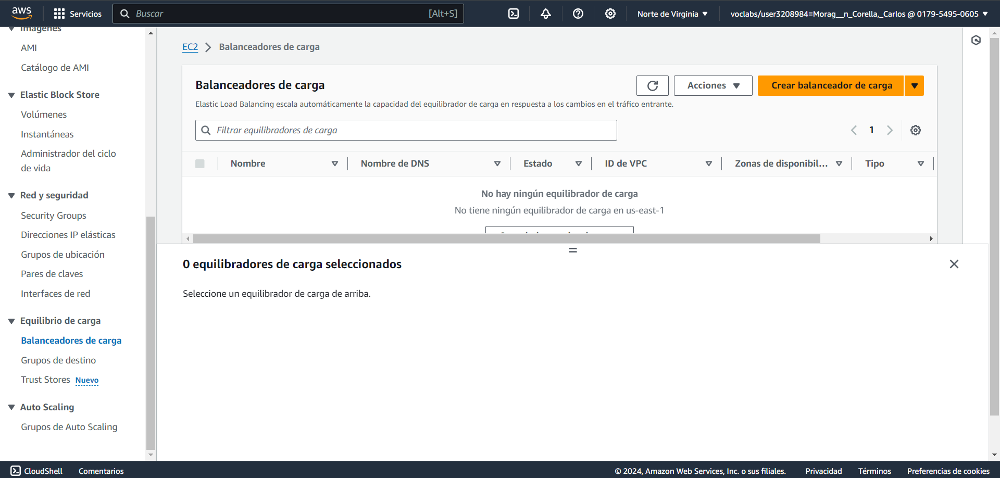 aws
Servicios
Buscar
[Alt+S]
Norte de Virginia
voclabs/user3208984=Morag__n_Corella,_Carlos @ 0179-5495-0605
Imágenes
AMI
Catálogo de AMI
Elastic Block Store
Volúmenes
Instantáneas
Administrador del ciclo
de vida
Red y seguridad
Security Groups
Direcciones IP elásticas
Grupos de ubicación
Pares de claves
Interfaces de red
Equilibrio de carga
Balanceadores de carga
Grupos de destino
Trust Stores Nuevo
Auto Scaling
Grupos de Auto Scaling
EC2 > Balanceadores de carga
Balanceadores de carga
Acciones
Crear balanceador de carga
Elastic Load Balancing escala automáticamente la capacidad del equilibrador de carga en respuesta a los cambios en el tráfico entrante.
Filtrar equilibradores de carga
1
Nombre
Nombre de DNS
Estado
ID de VPC
Zonas de disponibil...
Tipo
No hay ningún equilibrador de carga
No tiene ningún equilibrador de carga en us-east-1
0 equilibradores de carga seleccionados
Seleccione un equilibrador de carga de arriba.
CloudShell
Comentarios
© 2024, Amazon Web Services, Inc. o sus filiales.
Privacidad
Términos
Preferencias de cookies